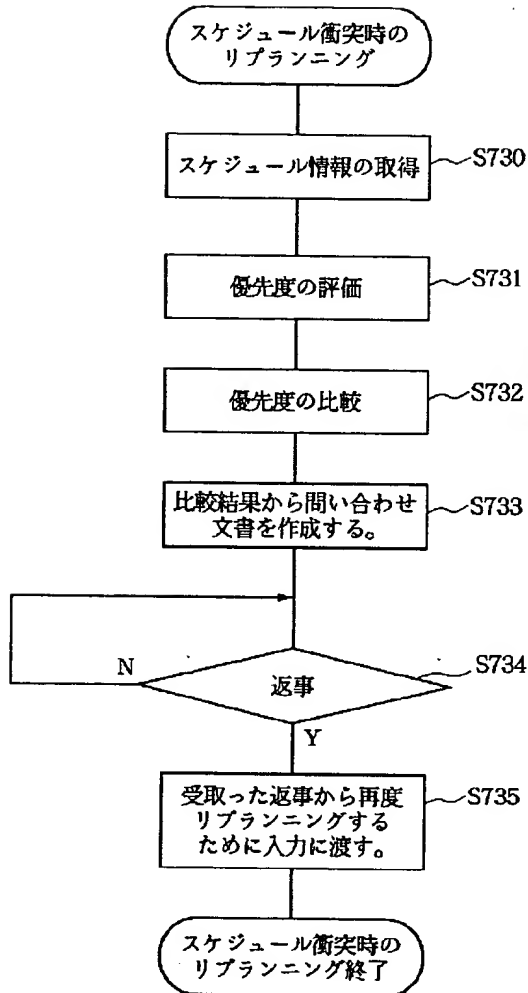 スケジュール衝突時の
リプランニング
スケジュール情報の取得
S730
優先度の評価
S731
優先度の比較
S732
比較結果から問い合わせ
文書を作成する。
S733
返事
S734
N
Y
受取った返事から再度
リプランニングする
ために入力に渡す。
S735
スケジュール衝突時の
リプランニング終了